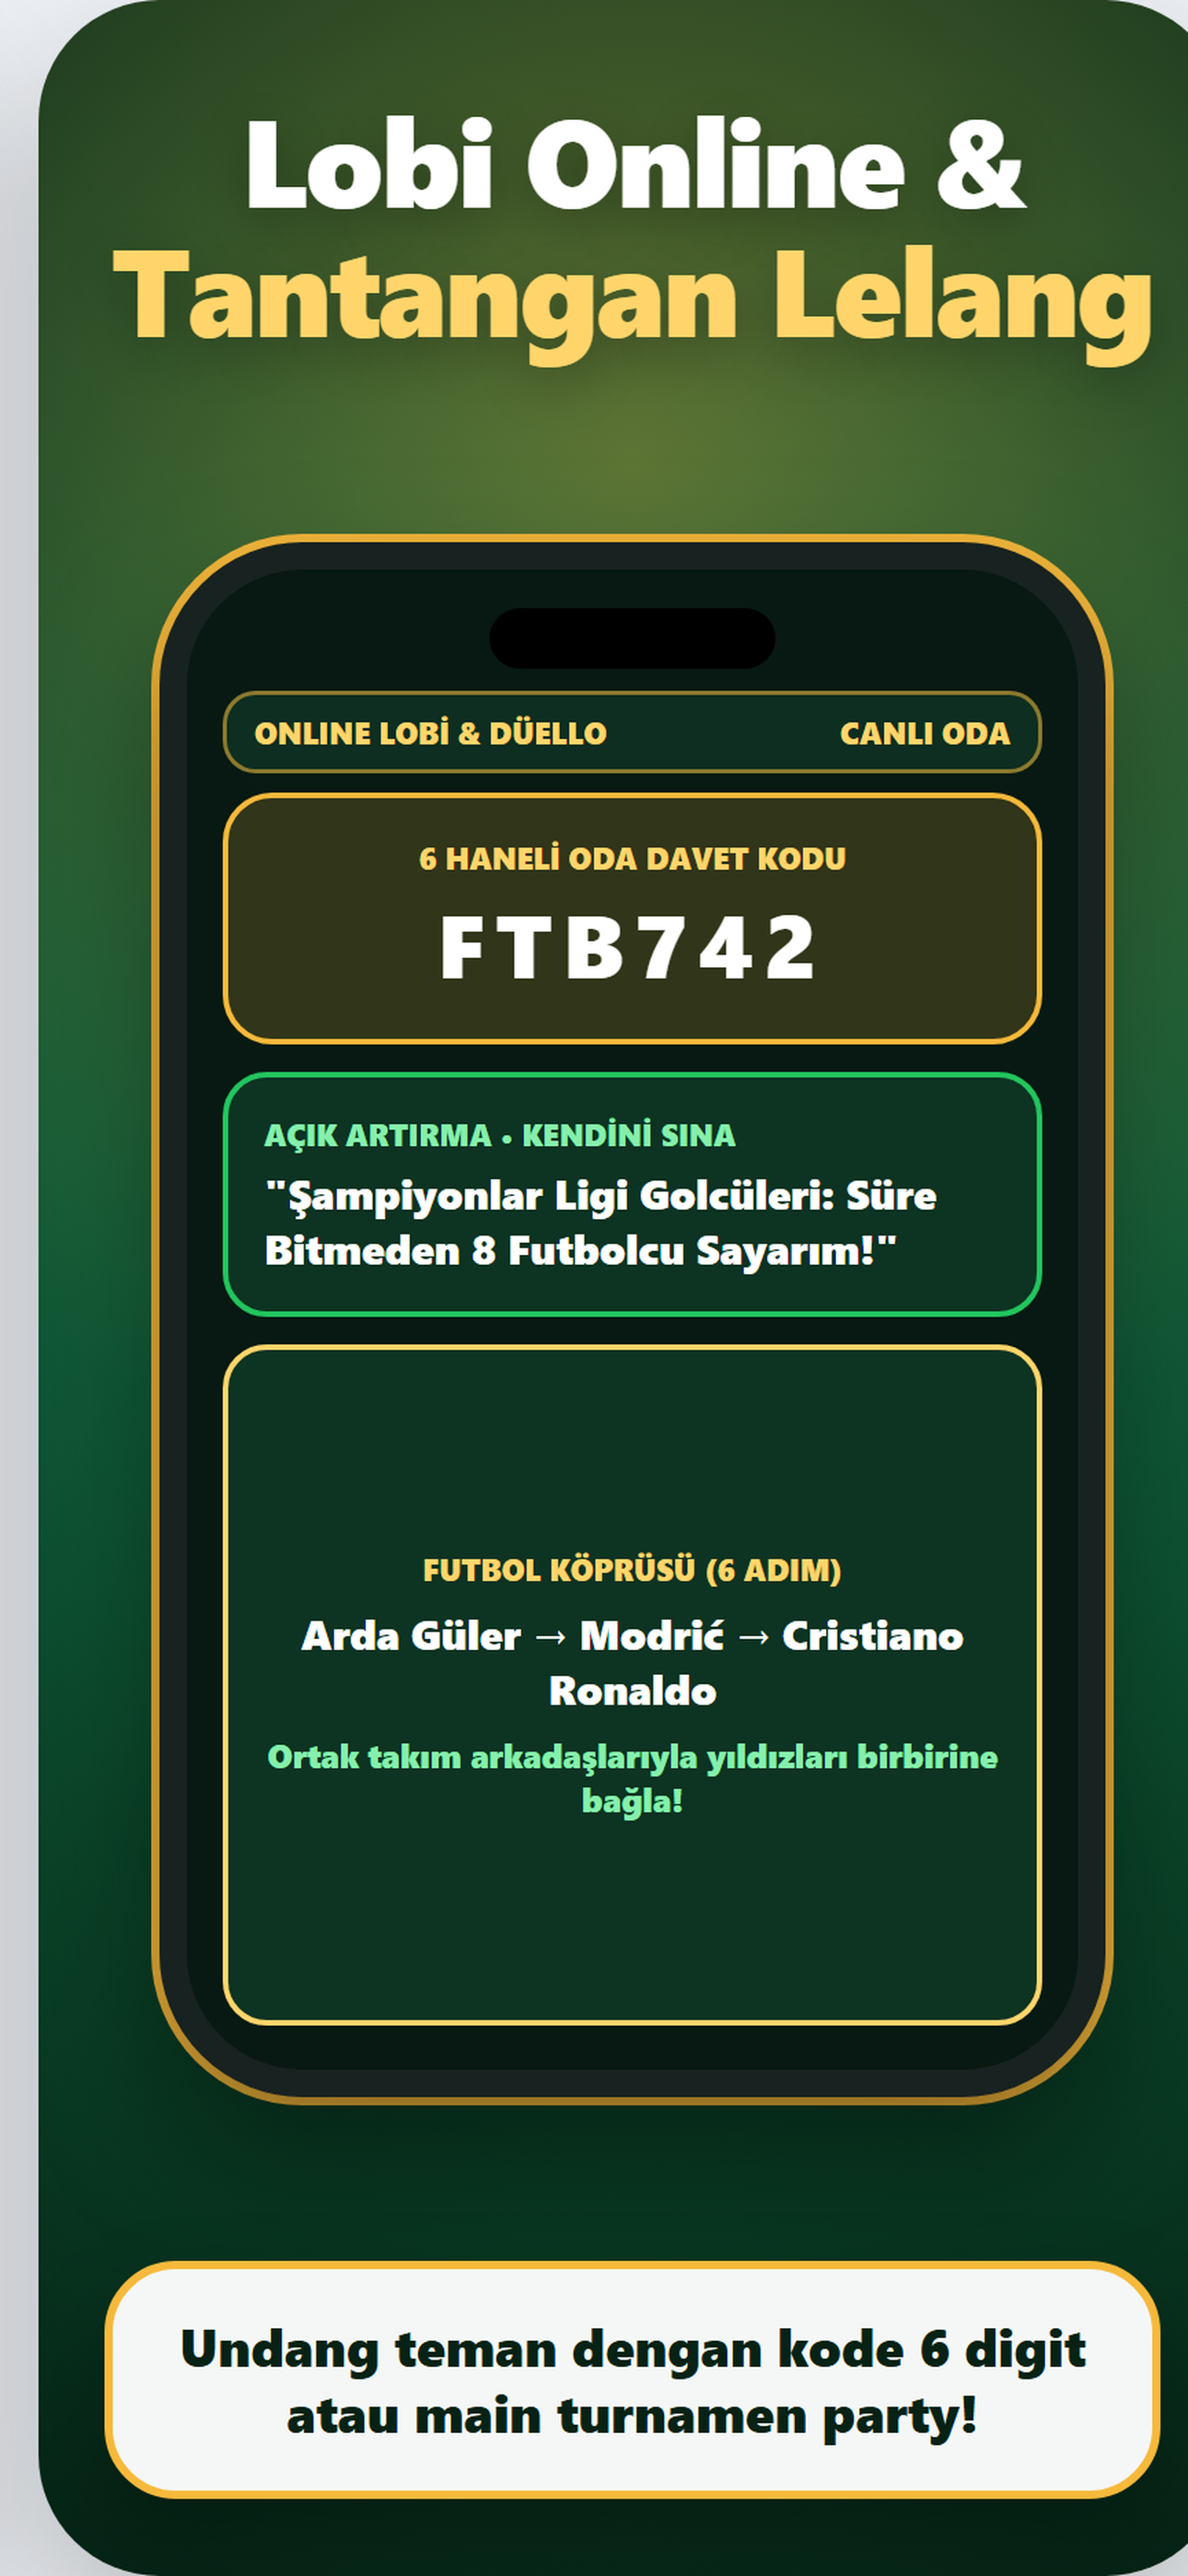 Lobi Online &
Tantangan Lelang
ONLINE LOBİ & DÜELLO
CANLI ODA
6 HANELİ ODA DAVET KODU
FTB742
AÇIK ARTIRMA • KENDİNİ SINA
"Şampiyonlar Ligi Golcüleri: Süre
Bitmeden 8 Futbolcu Sayarım!"
FUTBOL KÖPRÜSÜ (6 ADIM)
Arda Güler → Modrić → Cristiano
Ronaldo
Ortak takım arkadaşlarıyla yıldızları birbirine
bağla!
Undang teman dengan kode 6 digit
atau main turnamen party!